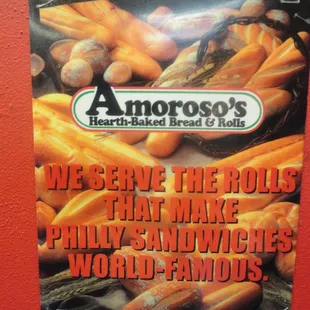 Amoroso's
Hearth-Baked Bread & Rolls
WE SERVE THE ROLLS
THAT MAKE
PHILLY SANDWICHES
WORLD-FAMOUS.